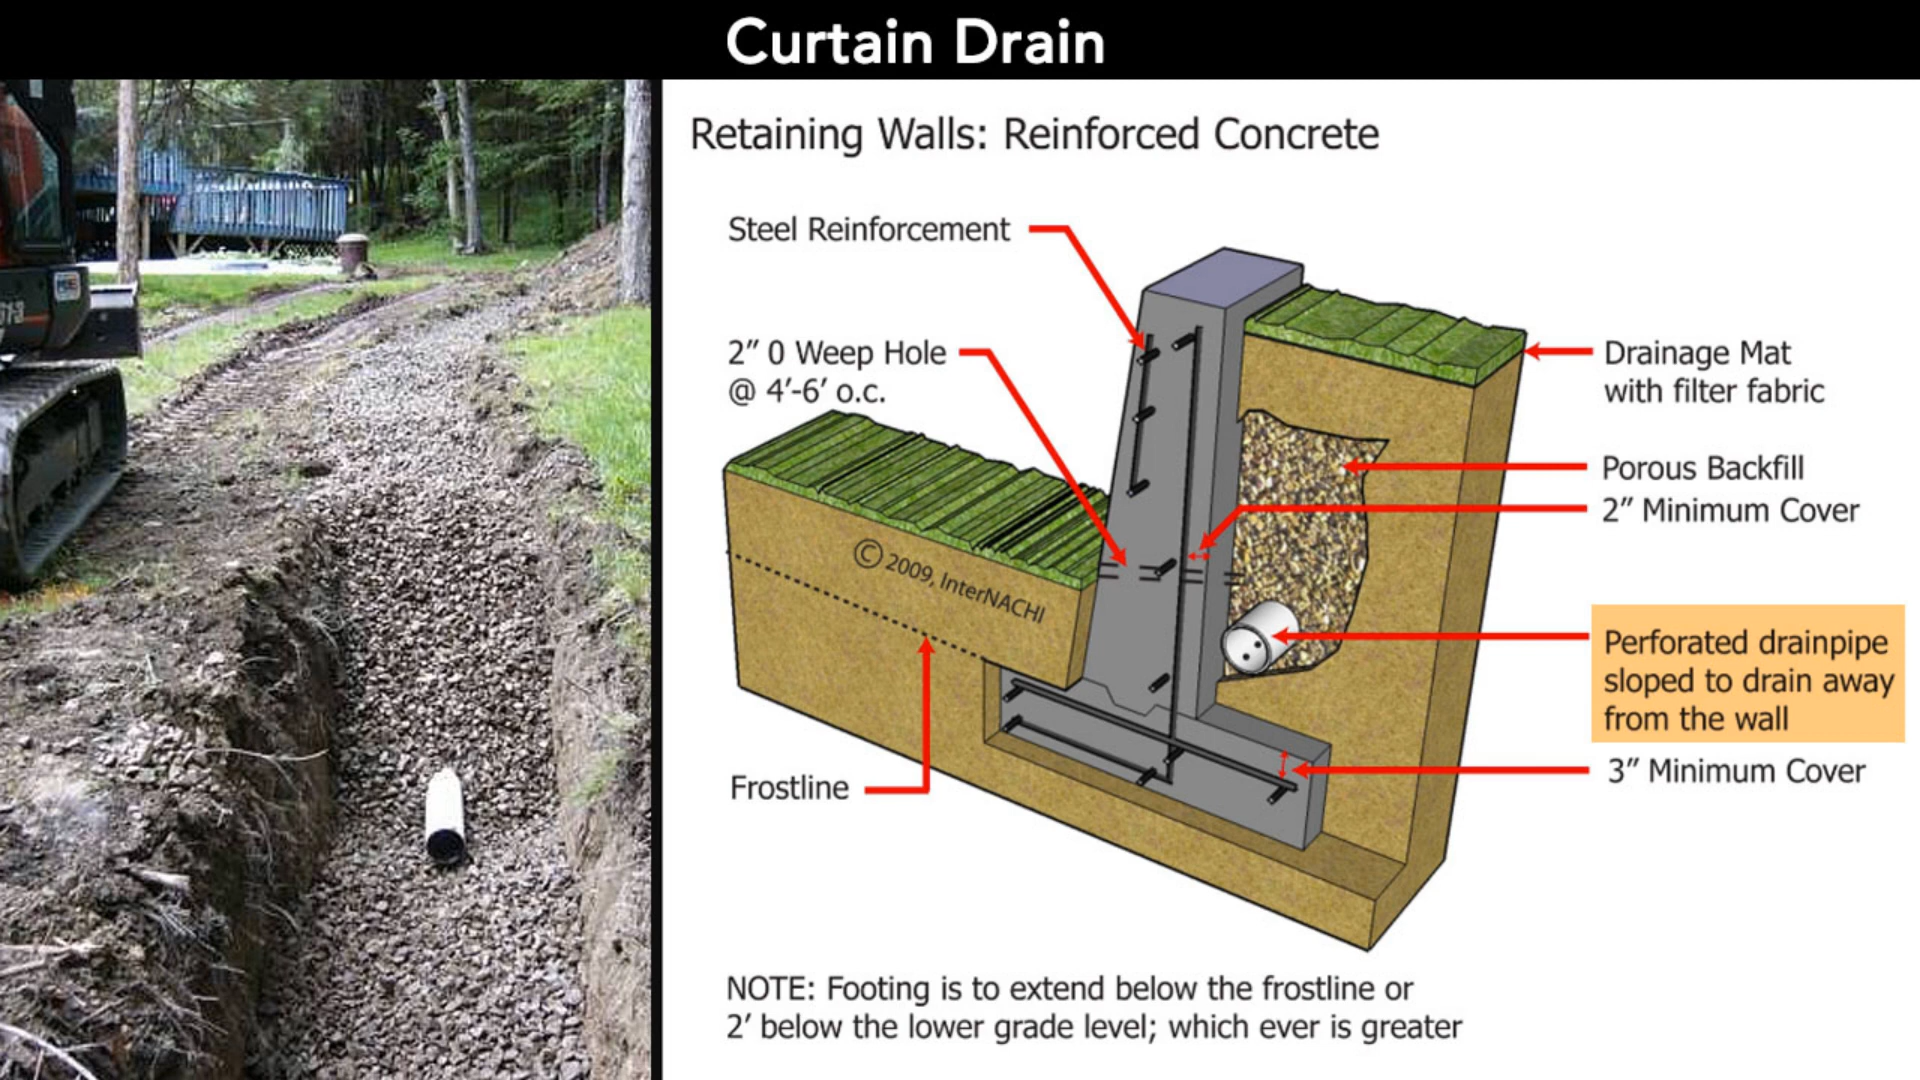 Curtain Drain
Retaining Walls: Reinforced Concrete
Steel Reinforcement
2” 0 Weep Hole
@ 4’-6’ o.c.
Drainage Mat
with filter fabric
Porous Backfill
2” Minimum Cover
© 2009, InterNACHI
Perforated drainpipe
sloped to drain away
from the wall
3” Minimum Cover
Frostline
NOTE: Footing is to extend below the frostline or
2’ below the lower grade level; which ever is greater